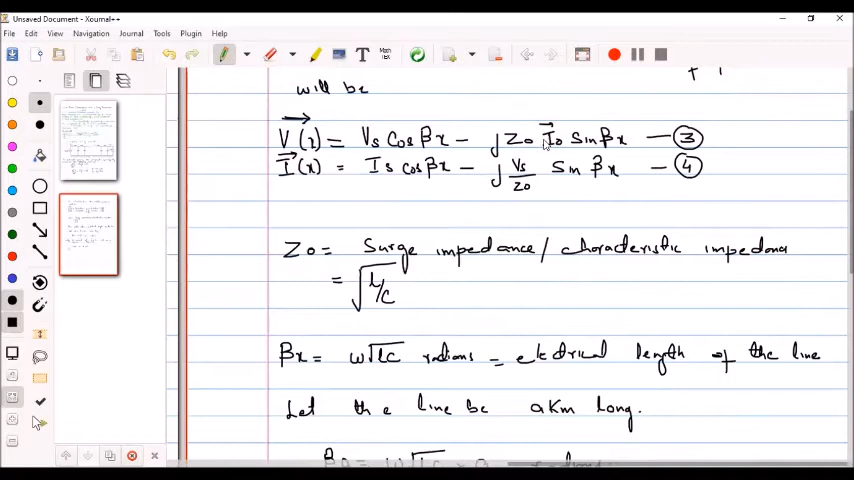 Unsaved Document - Xournal++
File Edit View Navigation Journal Tools Plugin Help
will be
V(x) = Vs Cos βx - j Zo Io Sin βx — 3
I(x) = Is cos βx - j Vs/Zo Sin βx — 4
Zo = Surge impedance/ charoderistic impedana
= √l/c
βx = ω√lc radians = electrical length of the line
Let the line be a Km long.